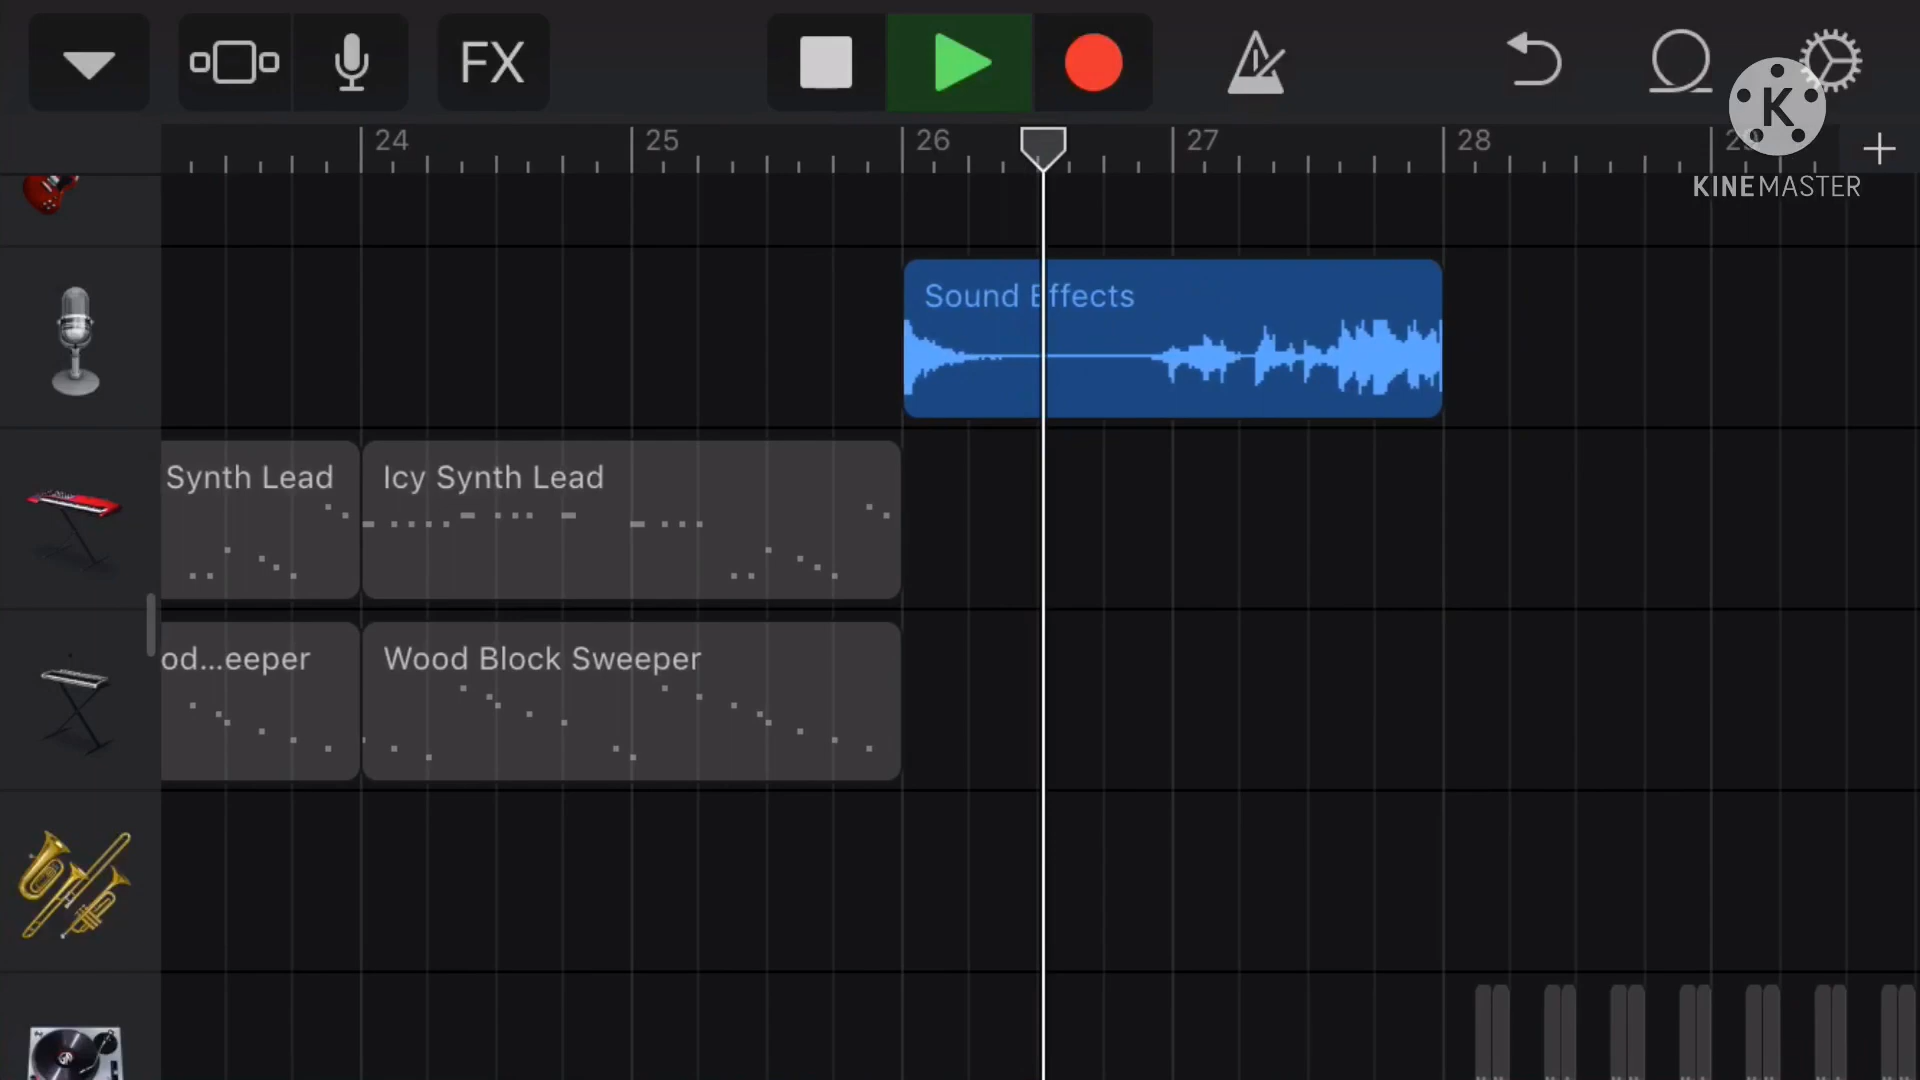 FX
24 25 26 27 28 29
K
KINEMASTER
Sound Effects
Synth Lead
Icy Synth Lead
od...eeper
Wood Block Sweeper